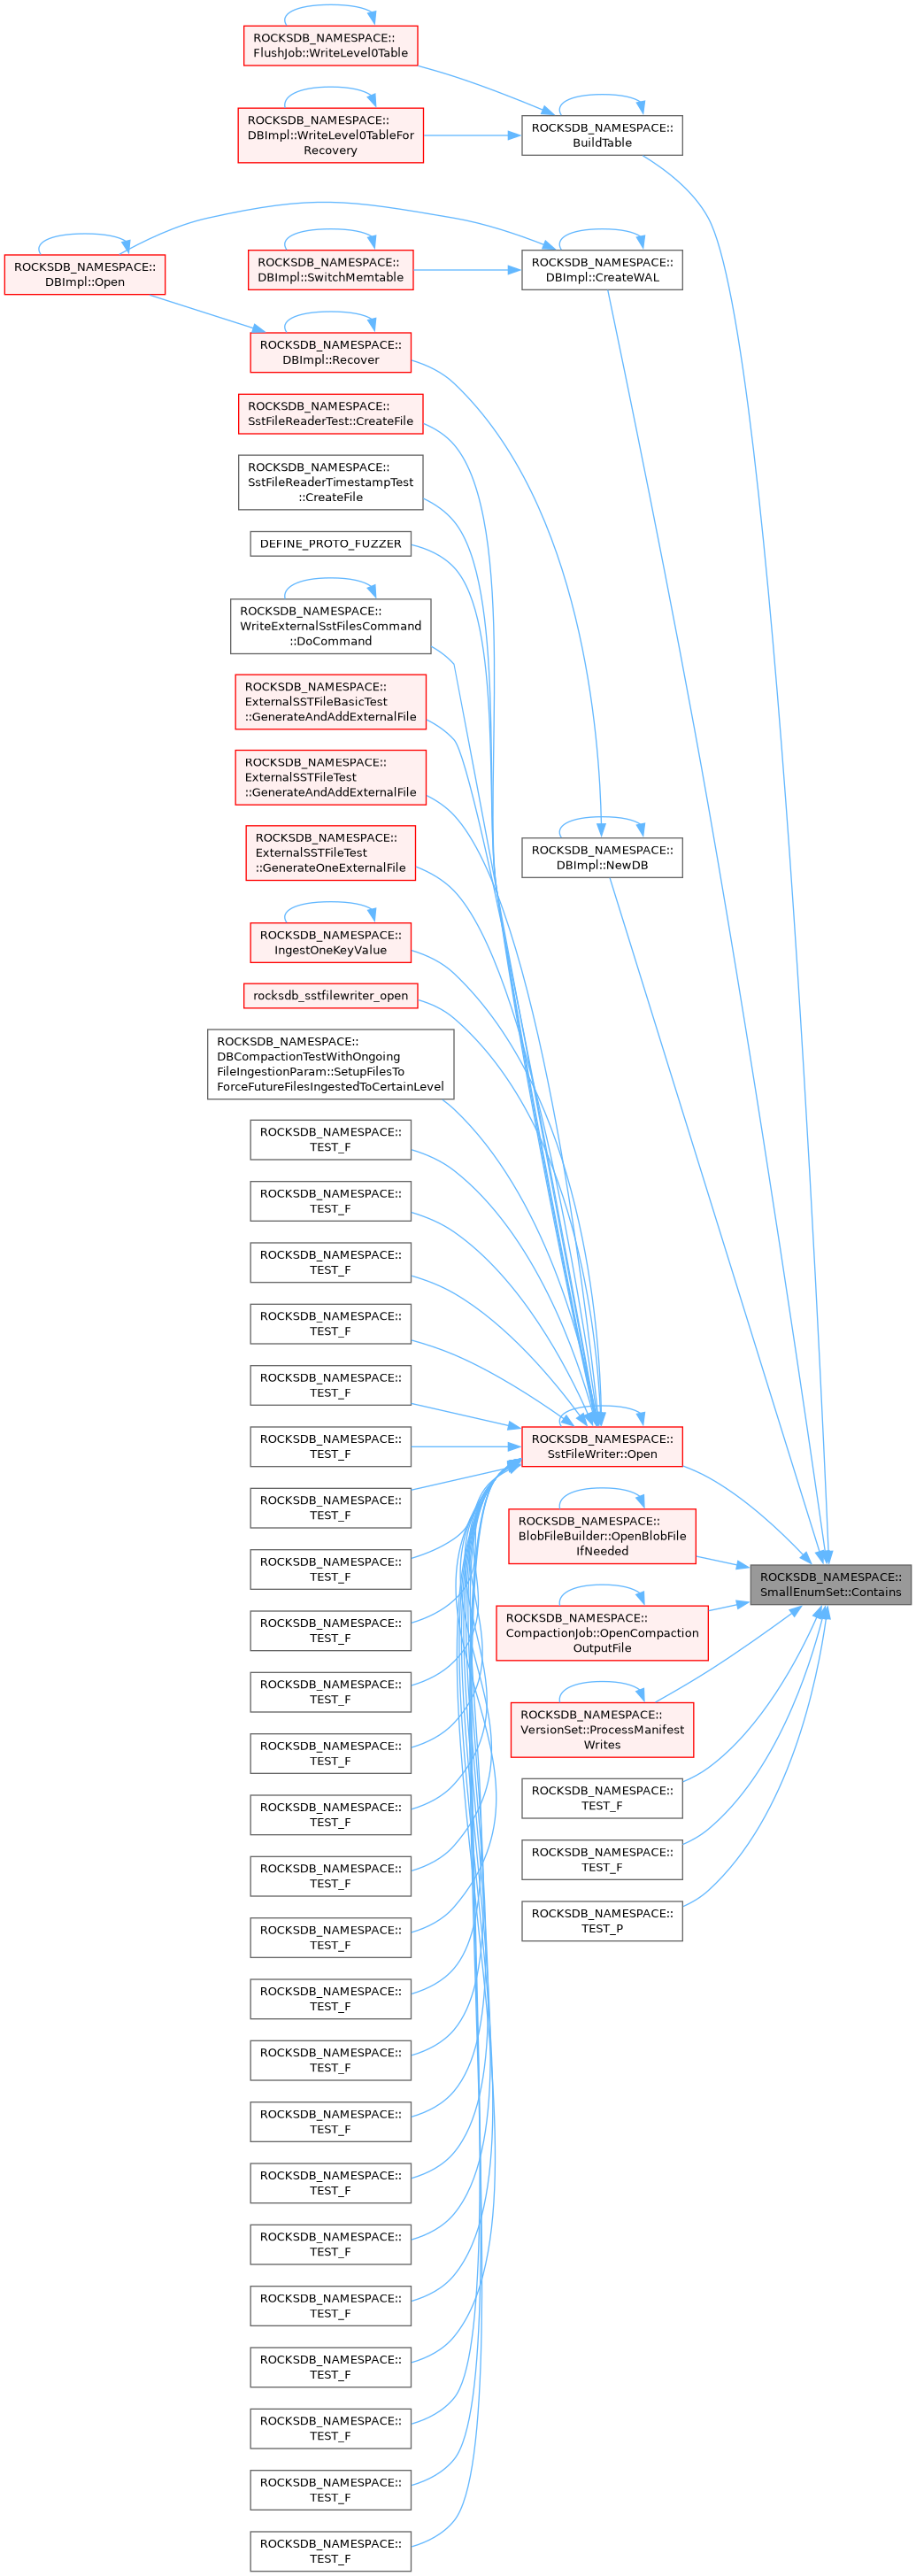 ROCKSDB_NAMESPACE::
DBImpl::Open
ROCKSDB_NAMESPACE::
FlushJob::WriteLevel0Table
ROCKSDB_NAMESPACE::
DBImpl::WriteLevel0TableFor
Recovery
ROCKSDB_NAMESPACE::
DBImpl::SwitchMemtable
ROCKSDB_NAMESPACE::
DBImpl::Recover
ROCKSDB_NAMESPACE::
SstFileReaderTest::CreateFile
ROCKSDB_NAMESPACE::
SstFileReaderTimestampTest
::CreateFile
DEFINE_PROTO_FUZZER
ROCKSDB_NAMESPACE::
WriteExternalSstFilesCommand
::DoCommand
ROCKSDB_NAMESPACE::
ExternalSSTFileBasicTest
::GenerateAndAddExternalFile
ROCKSDB_NAMESPACE::
ExternalSSTFileTest
::GenerateAndAddExternalFile
ROCKSDB_NAMESPACE::
ExternalSSTFileTest
::GenerateOneExternalFile
ROCKSDB_NAMESPACE::
IngestOneKeyValue
rocksdb_sstfilewriter_open
ROCKSDB_NAMESPACE::
DBCompactionTestWithOngoing
FileIngestionParam::SetupFilesTo
ForceFutureFilesIngestedToCertainLevel
ROCKSDB_NAMESPACE::
TEST_F
ROCKSDB_NAMESPACE::
TEST_F
ROCKSDB_NAMESPACE::
TEST_F
ROCKSDB_NAMESPACE::
TEST_F
ROCKSDB_NAMESPACE::
TEST_F
ROCKSDB_NAMESPACE::
TEST_F
ROCKSDB_NAMESPACE::
TEST_F
ROCKSDB_NAMESPACE::
TEST_F
ROCKSDB_NAMESPACE::
TEST_F
ROCKSDB_NAMESPACE::
TEST_F
ROCKSDB_NAMESPACE::
TEST_F
ROCKSDB_NAMESPACE::
TEST_F
ROCKSDB_NAMESPACE::
TEST_F
ROCKSDB_NAMESPACE::
TEST_F
ROCKSDB_NAMESPACE::
TEST_F
ROCKSDB_NAMESPACE::
TEST_F
ROCKSDB_NAMESPACE::
TEST_F
ROCKSDB_NAMESPACE::
TEST_F
ROCKSDB_NAMESPACE::
TEST_F
ROCKSDB_NAMESPACE::
TEST_F
ROCKSDB_NAMESPACE::
TEST_F
ROCKSDB_NAMESPACE::
TEST_F
ROCKSDB_NAMESPACE::
TEST_F
ROCKSDB_NAMESPACE::
TEST_F
ROCKSDB_NAMESPACE::
BuildTable
ROCKSDB_NAMESPACE::
DBImpl::CreateWAL
ROCKSDB_NAMESPACE::
DBImpl::NewDB
ROCKSDB_NAMESPACE::
SstFileWriter::Open
ROCKSDB_NAMESPACE::
BlobFileBuilder::OpenBlobFile
IfNeeded
ROCKSDB_NAMESPACE::
CompactionJob::OpenCompaction
OutputFile
ROCKSDB_NAMESPACE::
VersionSet::ProcessManifest
Writes
ROCKSDB_NAMESPACE::
TEST_F
ROCKSDB_NAMESPACE::
TEST_F
ROCKSDB_NAMESPACE::
TEST_P
ROCKSDB_NAMESPACE::
SmallEnumSet::Contains